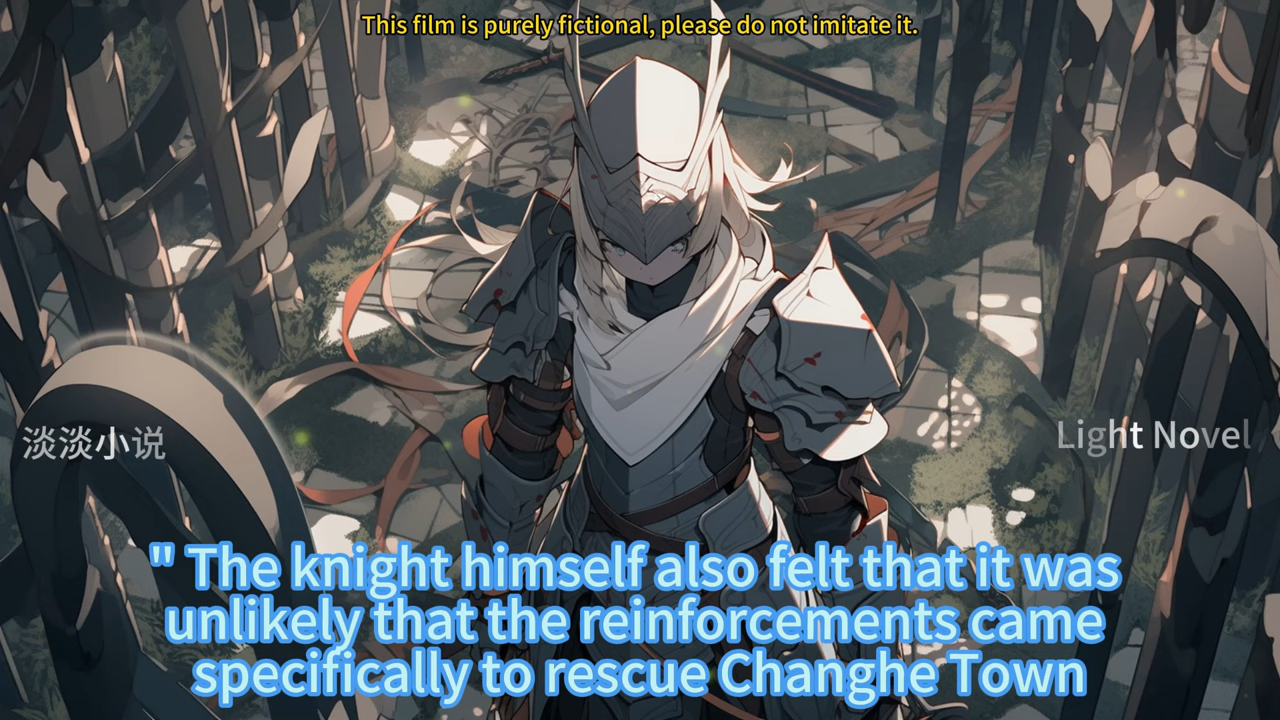 This film is purely fictional, please do not imitate it.
淡淡小说
Light Novel
" The knight himself also felt that it was
unlikely that the reinforcements came
specifically to rescue Changhe Town